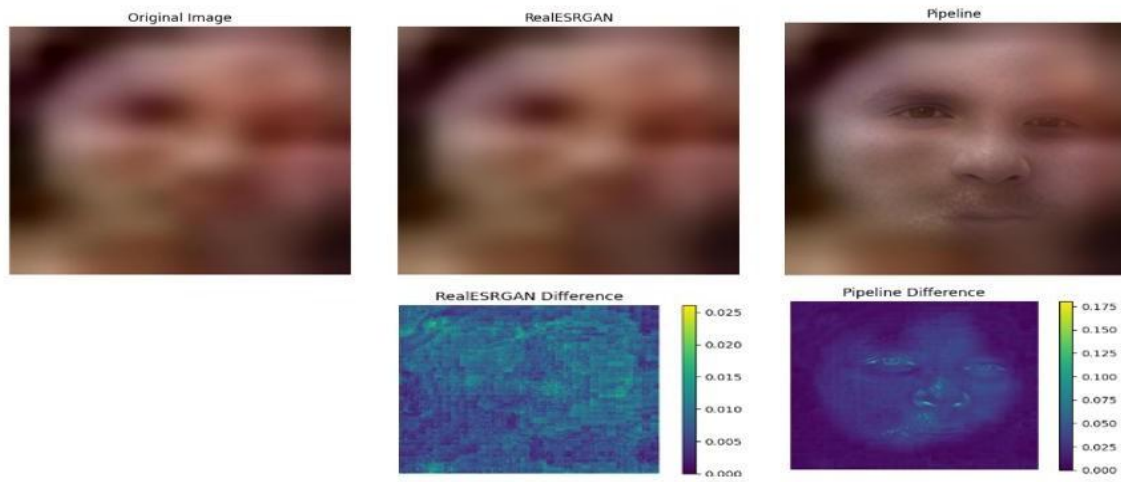 Original Image
RealESRGAN
Pipeline
RealESRGAN Difference
0.025
0.020
0.015
0.010
0.005
0.000
Pipeline Difference
0.175
0.150
0.125
0.100
0.075
0.050
0.025
0.000